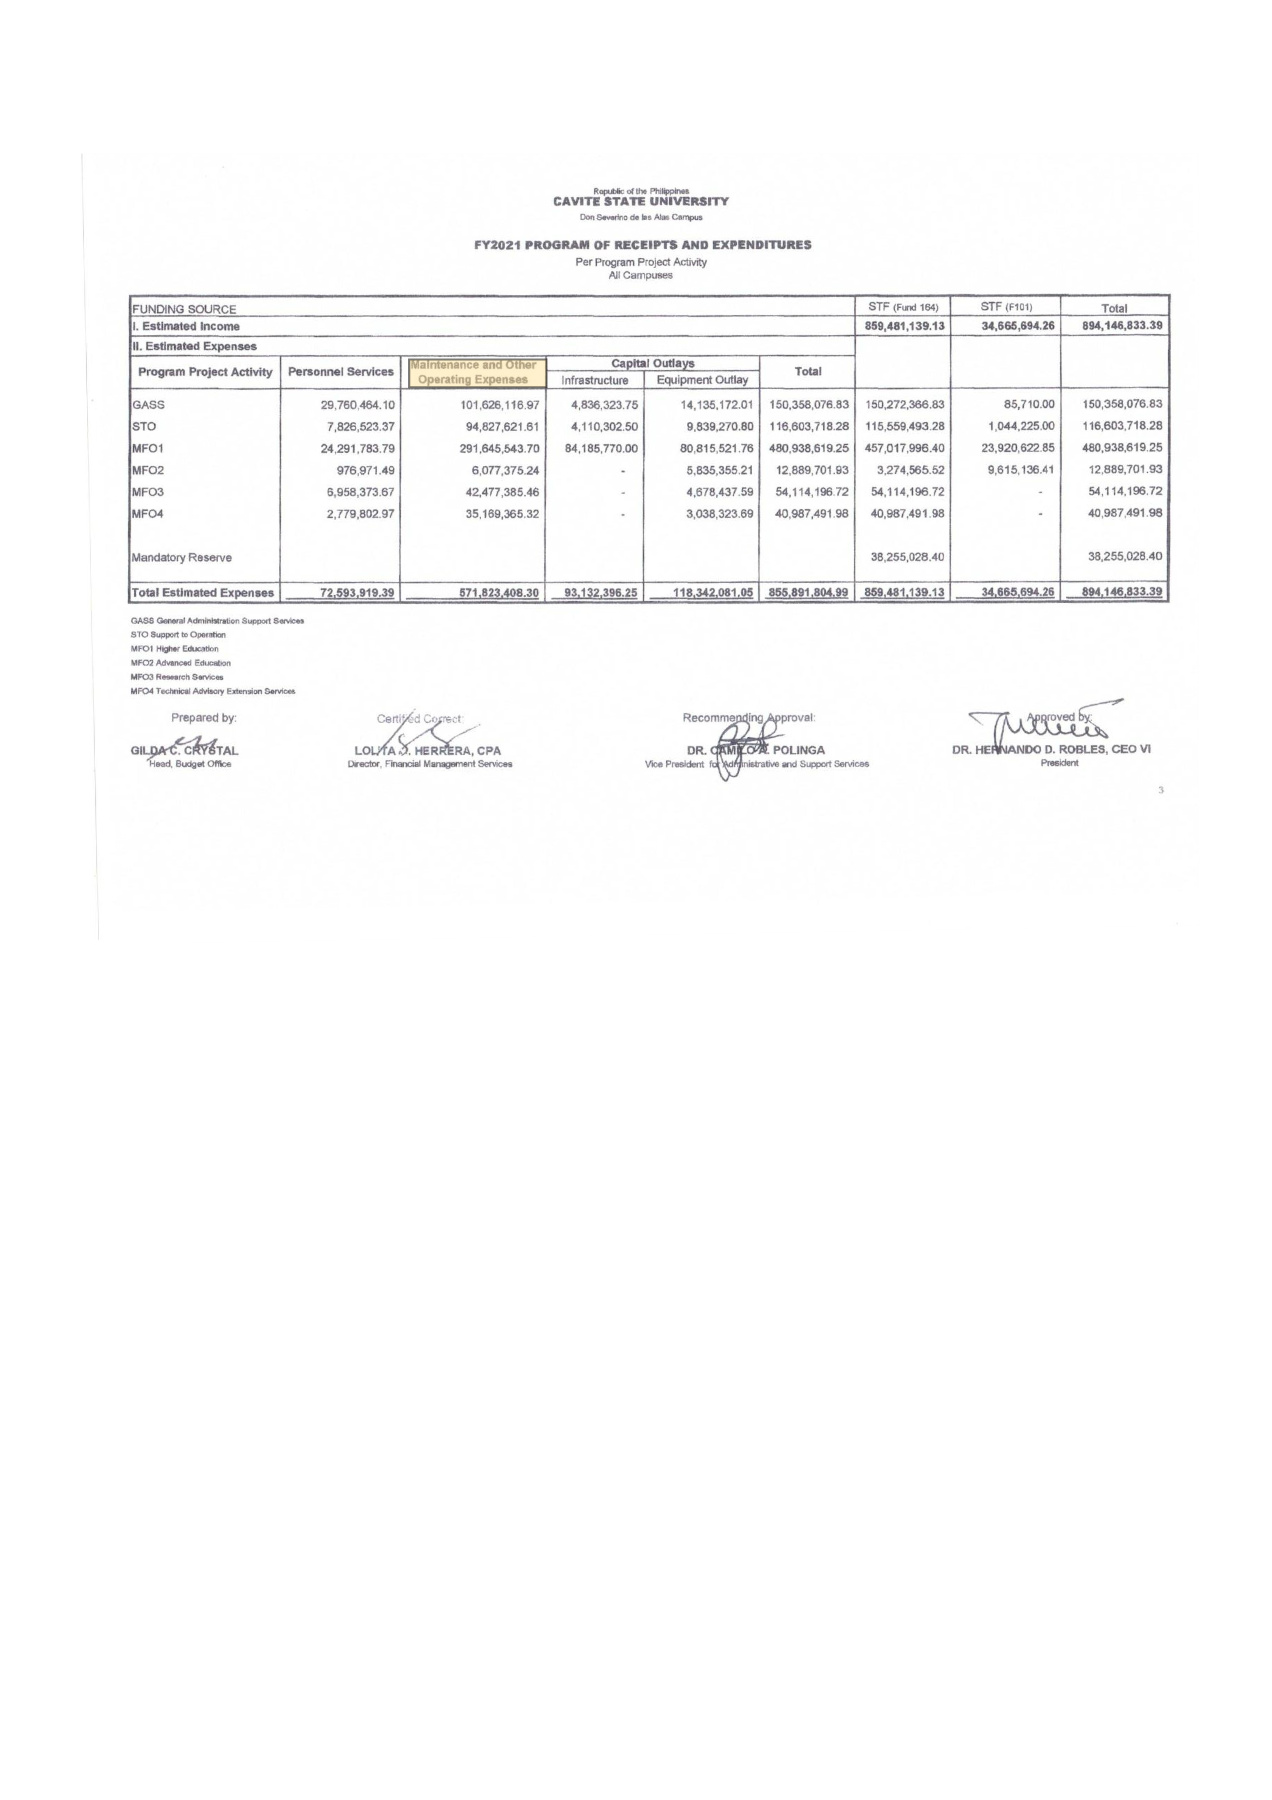 Republic of the Philippines
CAVITE STATE UNIVERSITY
Don Severino de las Alas Campus
FY2021 PROGRAM OF RECEIPTS AND EXPENDITURES
Per Program Project Activity
All Campuses
FUNDING SOURCE STF (Fund 164) STF (F101) Total
I. Estimated Income 859,481,139.13 34,665,694.26 894,146,833.39
II. Estimated Expenses
Program Project Activity Personnel Services Maintenance and Other Operating Expenses Capital Outlays Total
Infrastructure Equipment Outlay
GASS 29,760,464.10 101,626,116.97 4,836,323.75 14,135,172.01 150,358,076.83 150,272,366.83 85,710.00 150,358,076.83
STO 7,826,523.37 94,827,621.61 4,110,302.50 9,839,270.80 116,603,718.28 115,559,493.28 1,044,225.00 116,603,718.28
MFO1 24,291,783.79 291,645,543.70 84,185,770.00 80,815,521.76 480,938,619.25 457,017,996.40 23,920,622.85 480,938,619.25
MFO2 976,971.49 6,077,375.24 - 5,835,355.21 12,889,701.93 3,274,565.52 9,615,136.41 12,889,701.93
MFO3 6,958,373.67 42,477,385.46 - 4,678,437.59 54,114,196.72 54,114,196.72 - 54,114,196.72
MFO4 2,779,802.97 35,169,365.32 - 3,038,323.69 40,987,491.98 40,987,491.98 - 40,987,491.98
Mandatory Reserve 38,255,028.40 38,255,028.40
Total Estimated Expenses 72,593,919.39 571,823,408.30 93,132,396.25 118,342,081.05 855,891,804.99 859,481,139.13 34,665,694.26 894,146,833.39
GASS General Administration Support Services
STO Support to Operation
MFO1 Higher Education
MFO2 Advanced Education
MFO3 Research Services
MFO4 Technical Advisory Extension Services
Prepared by: Certified Correct: Recommending Approval: Approved by:
GILDA C. CRYSTAL LOLITA J. HERRERA, CPA DR. CAMILO A. POLINGA DR. HERNANDO D. ROBLES, CEO VI
Head, Budget Office Director, Financial Management Services Vice President for Administrative and Support Services President
3